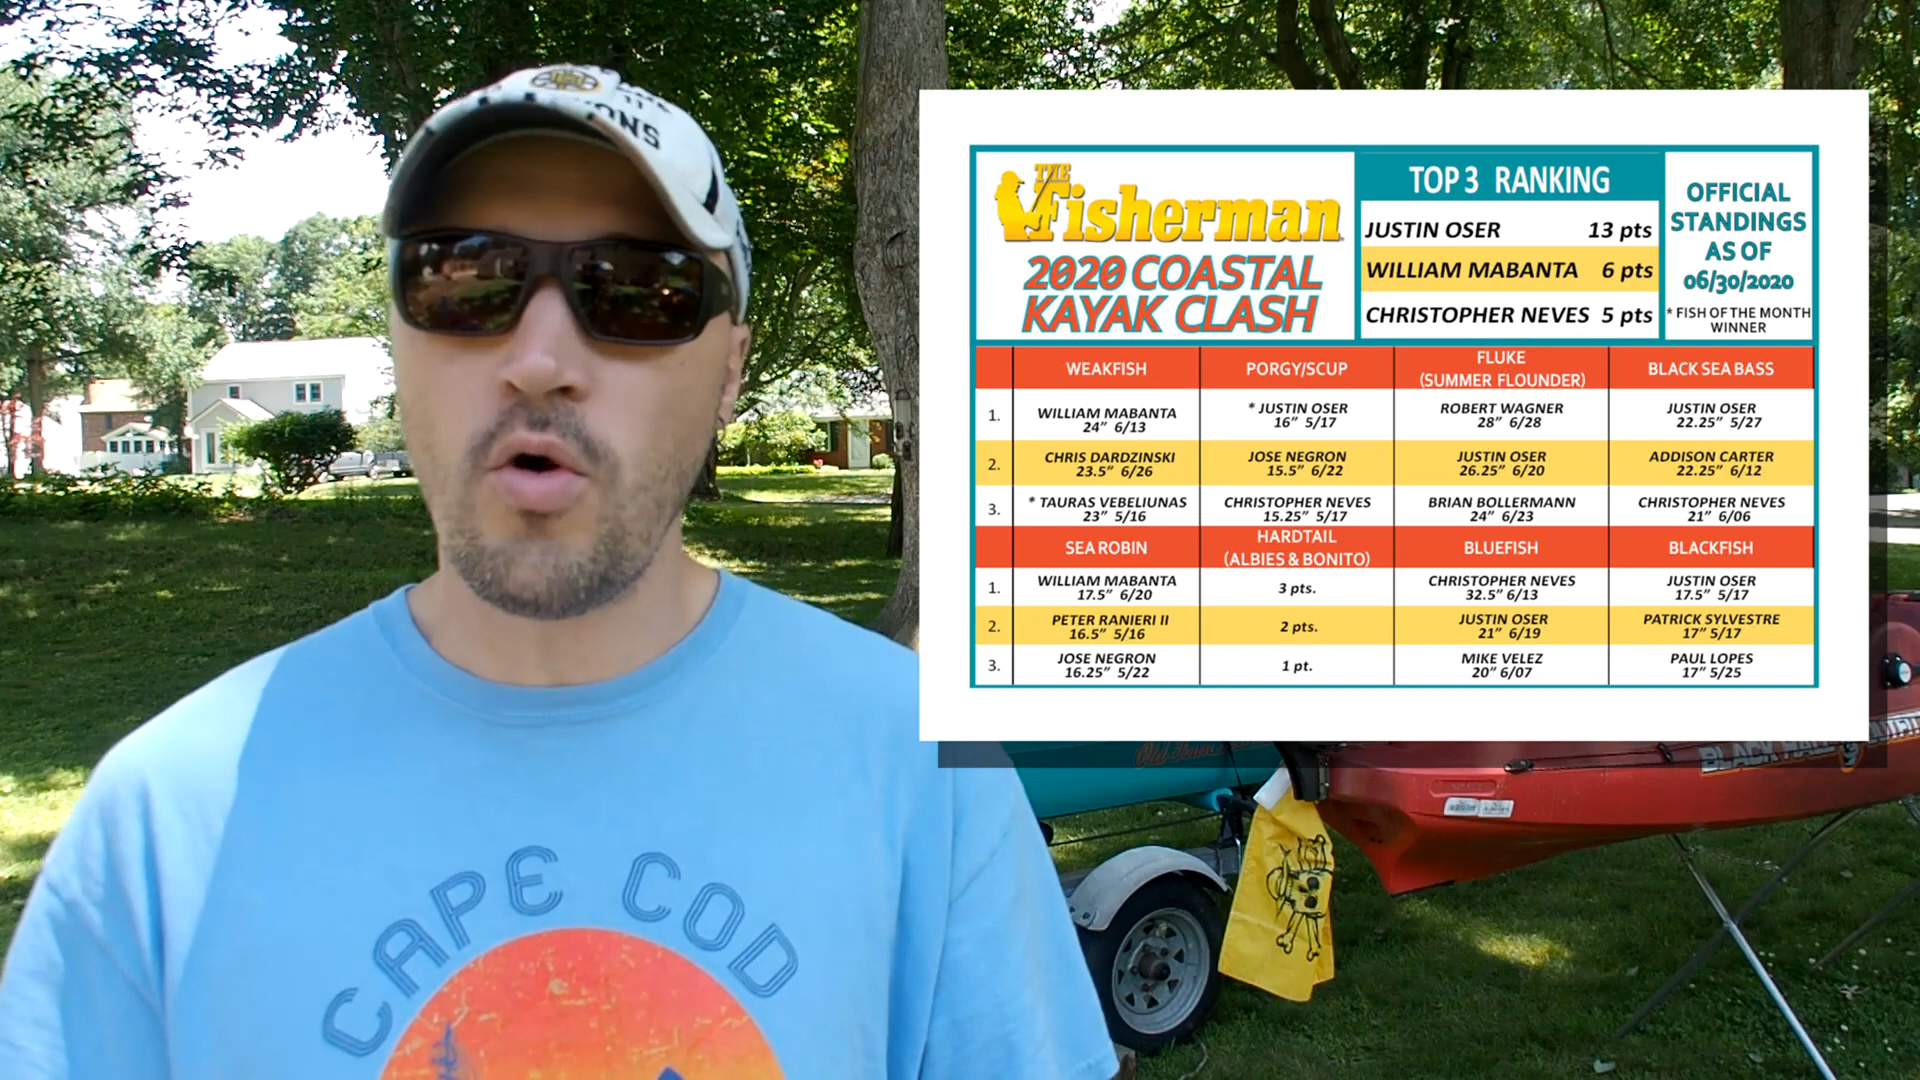 IONS
CAPE COD
THE
Fisherman
2020 COASTAL
KAYAK CLASH
TOP 3 RANKING
JUSTIN OSER 13 pts
WILLIAM MABANTA 6 pts
CHRISTOPHER NEVES 5 pts
OFFICIAL
STANDINGS
AS OF
06/30/2020
* FISH OF THE MONTH
WINNER
WEAKFISH
PORGY/SCUP
FLUKE
(SUMMER FLOUNDER)
BLACK SEA BASS
1.
WILLIAM MABANTA
24” 6/13
* JUSTIN OSER
16” 5/17
ROBERT WAGNER
28” 6/28
JUSTIN OSER
22.25” 5/27
2.
CHRIS DARDZINSKI
23.5” 6/26
JOSE NEGRON
15.5” 6/22
JUSTIN OSER
26.25” 6/20
ADDISON CARTER
22.25” 6/12
3.
* TAURAS VEBELIUNAS
23” 5/16
CHRISTOPHER NEVES
15.25” 5/17
BRIAN BOLLERMANN
24” 6/23
CHRISTOPHER NEVES
21” 6/06
SEA ROBIN
HARDTAIL
(ALBIES & BONITO)
BLUEFISH
BLACKFISH
1.
WILLIAM MABANTA
17.5” 6/20
3 pts.
CHRISTOPHER NEVES
32.5” 6/13
JUSTIN OSER
17.5” 5/17
2.
PETER RANIERI II
16.5” 5/16
2 pts.
JUSTIN OSER
21” 6/19
PATRICK SYLVESTRE
17” 5/17
3.
JOSE NEGRON
16.25” 5/22
1 pt.
MIKE VELEZ
20” 6/07
PAUL LOPES
17” 5/25
Old Town
BLACK HALL